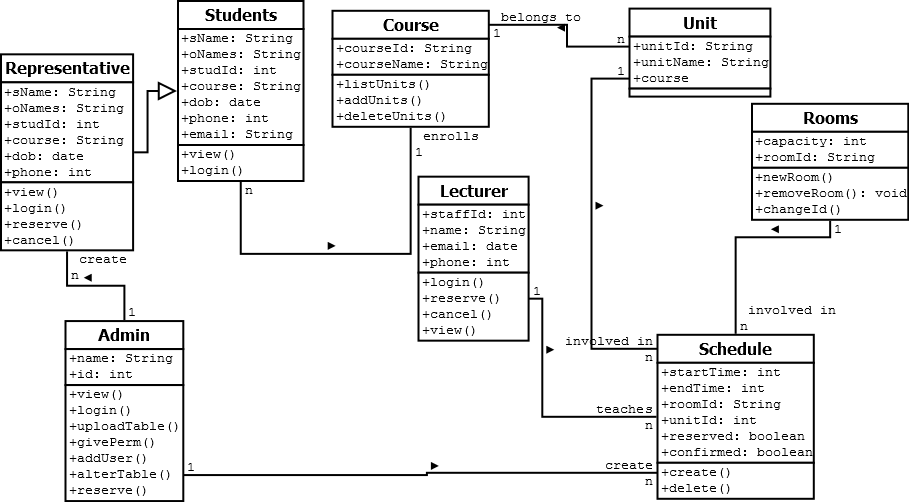 Representative
+sName: String
+oNames: String
+studId: int
+course: String
+dob: date
+phone: int
+view()
+login()
+reserve()
+cancel()
Students
+sName: String
+oNames: String
+studId: int
+course: String
+dob: date
+phone: int
+email: String
+view()
+login()
n
Course
+courseId: String
+courseName: String
+listUnits()
+addUnits()
+deleteUnits()
enrolls
1
belongs to
1
n
Unit
+unitId: String
+unitName: String
+course
1
Rooms
+capacity: int
+roomId: String
+newRoom()
+removeRoom(): void
+changeId()
1
involved in
n
Lecturer
+staffId: int
+name: String
+email: date
+phone: int
+login()
+reserve()
+cancel()
+view()
1
involved in
n
teaches
n
create
n
1
Admin
+name: String
+id: int
+view()
+login()
+uploadTable()
+givePerm()
+addUser()
+alterTable()
+reserve()
1
create
n
Schedule
+startTime: int
+endTime: int
+roomId: String
+unitId: int
+reserved: boolean
+confirmed: boolean
+create()
+delete()